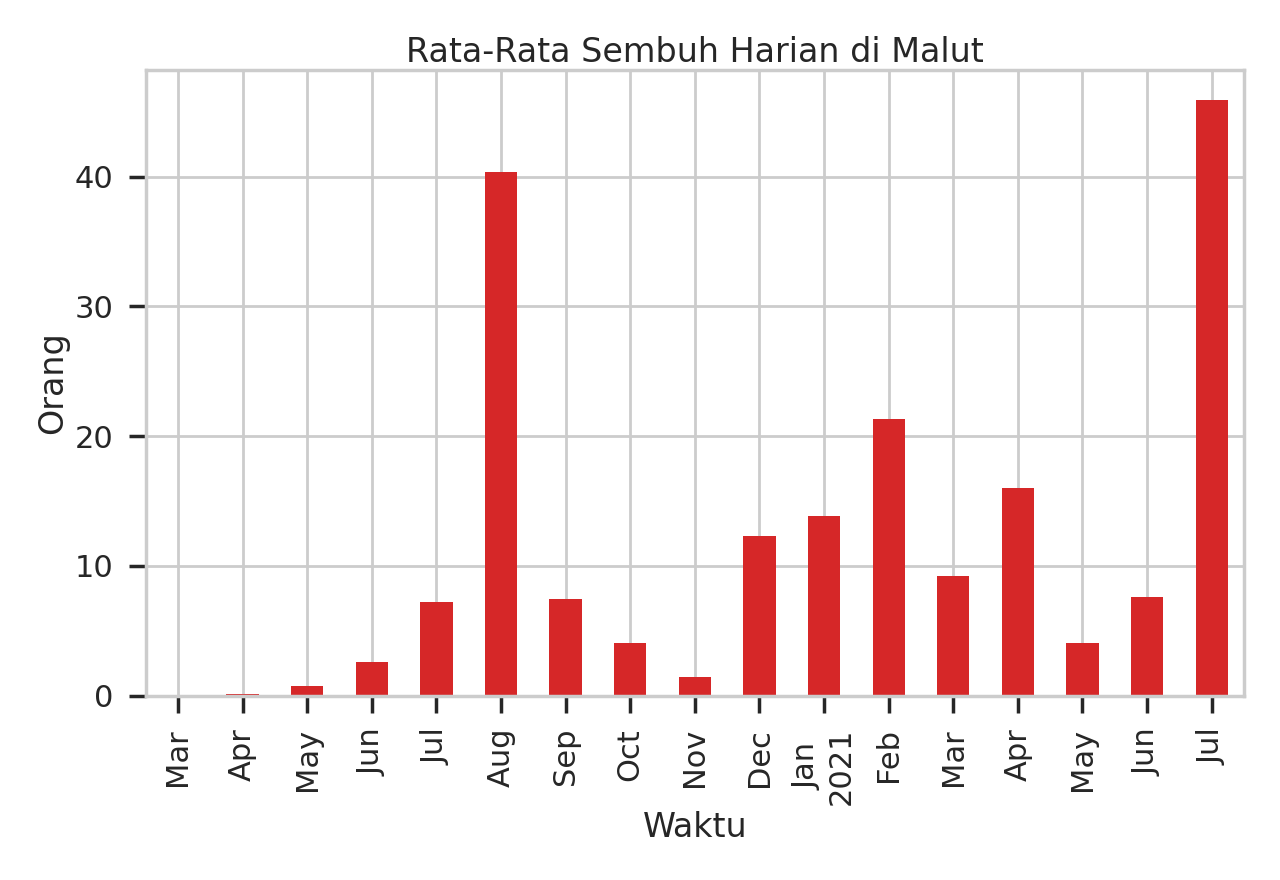 Rata-Rata Sembuh Harian di Malut
40
30
20
10
0
Orang
Mar
Apr
May
Jun
Jul
Aug
Sep
Oct
Nov
Dec
Jan
2021
Feb
Mar
Apr
May
Jun
Jul
Waktu